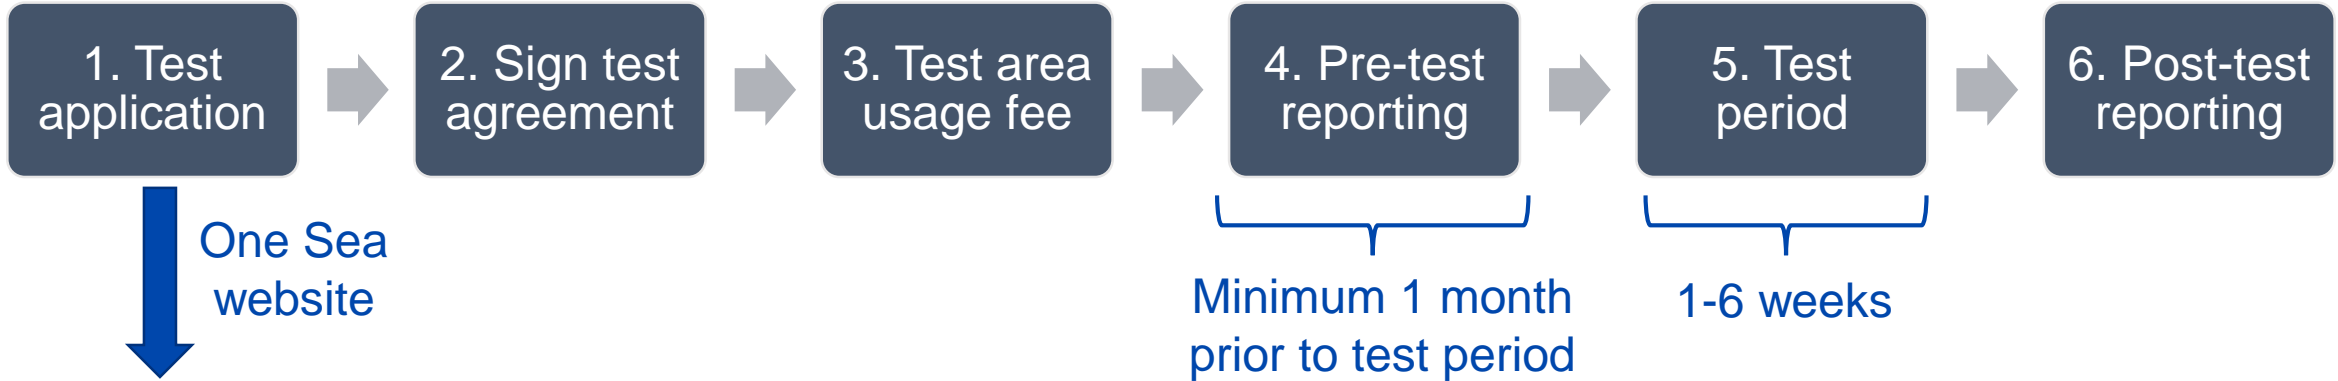 1. Test
application
2. Sign test
agreement
3. Test area
usage fee
4. Pre-test
reporting
5. Test
period
6. Post-test
reporting
One Sea
website
Minimum 1 month
prior to test period
1-6 weeks